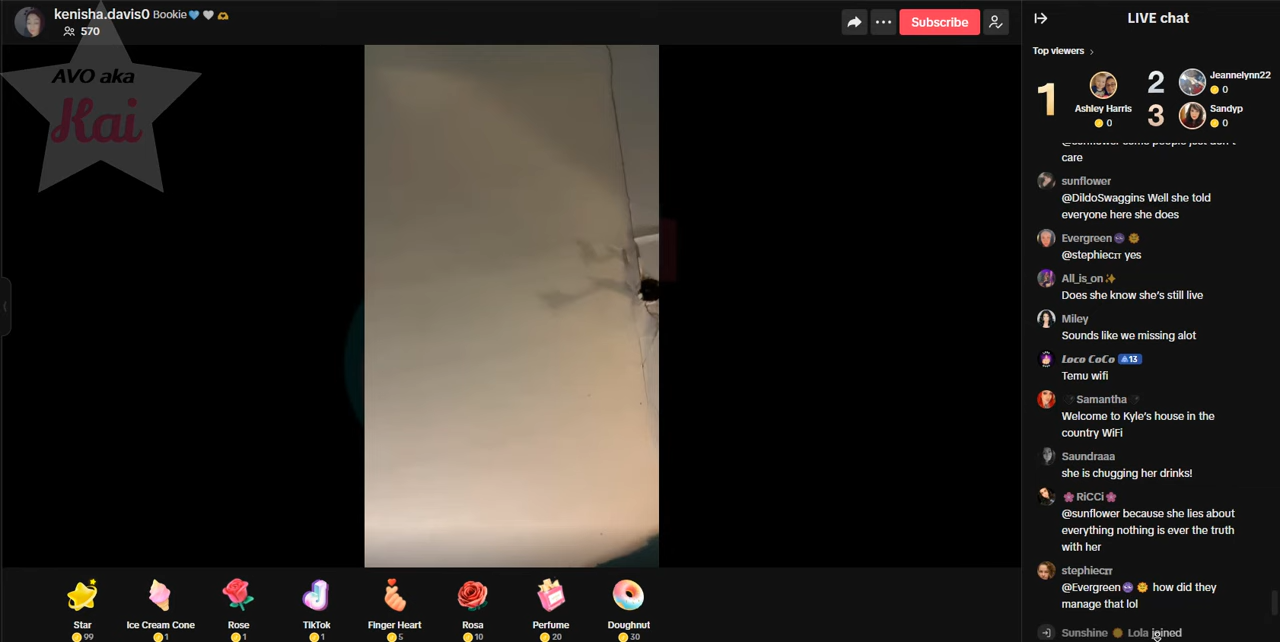 kenisha.davis0 Bookie
570
Subscribe
AVO aka
Kai
LIVE chat
Top viewers
1
Ashley Harris
0
2
Jeannelynn22
0
3
Sandyp
0
care
sunflower
@DildoSwaggins Well she told
everyone here she does
Evergreen
@stephiecɪᴛ yes
All_is_on
Does she know she's still live
Miley
Sounds like we missing alot
Loco CoCo 13
Temu wifi
Samantha
Welcome to Kyle's house in the
country WiFi
Saundraaa
she is chugging her drinks!
RiCCi
@sunflower because she lies about
everything nothing is ever the truth
with her
@Evergreen how did they
manage that lol
Sunshine Lola joined
Star
99
Ice Cream Cone
1
Rose
1
TikTok
1
Finger Heart
5
Rosa
10
Perfume
20
Doughnut
30